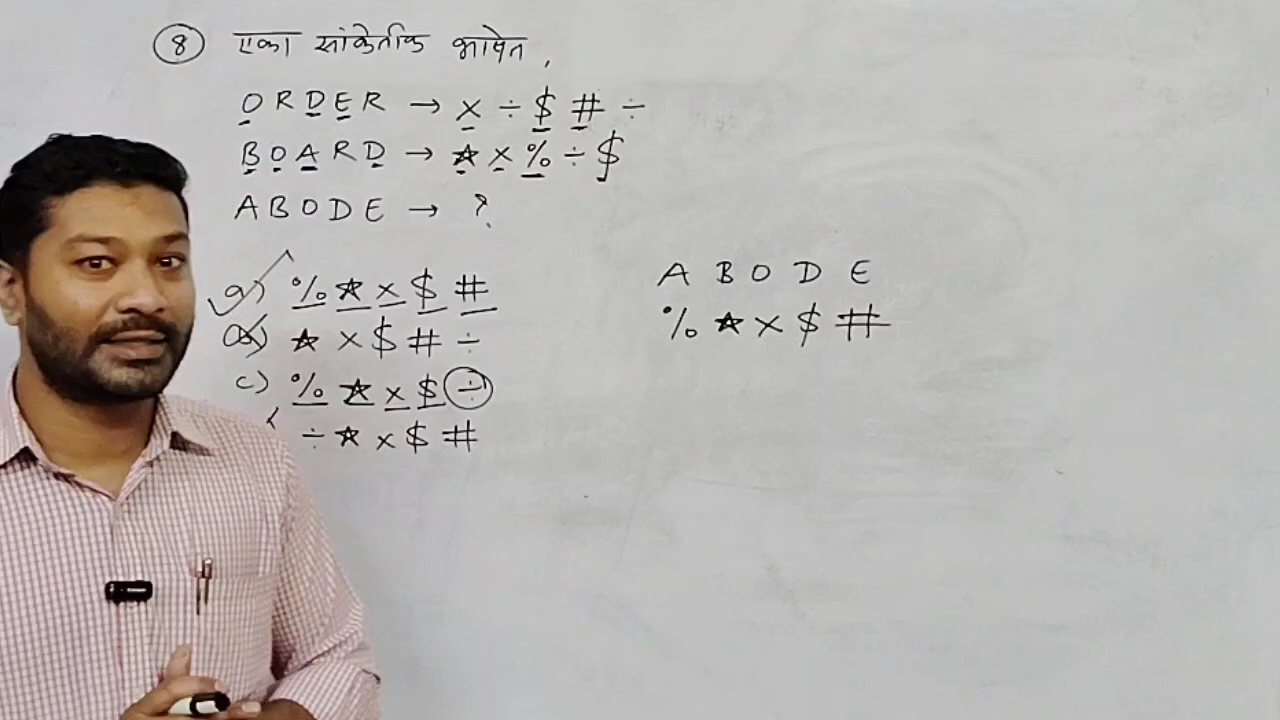 8 एका सांकेतीक भाषेत,
ORDER → × ÷ $ # ÷
BOARD → ★ × % ÷ $
ABODE → ?
a) % ★ × $ #
b) ★ × $ # ÷
c) % ★ × $ ÷
÷ ★ × $ #
A B O D E
% ★ × $ #